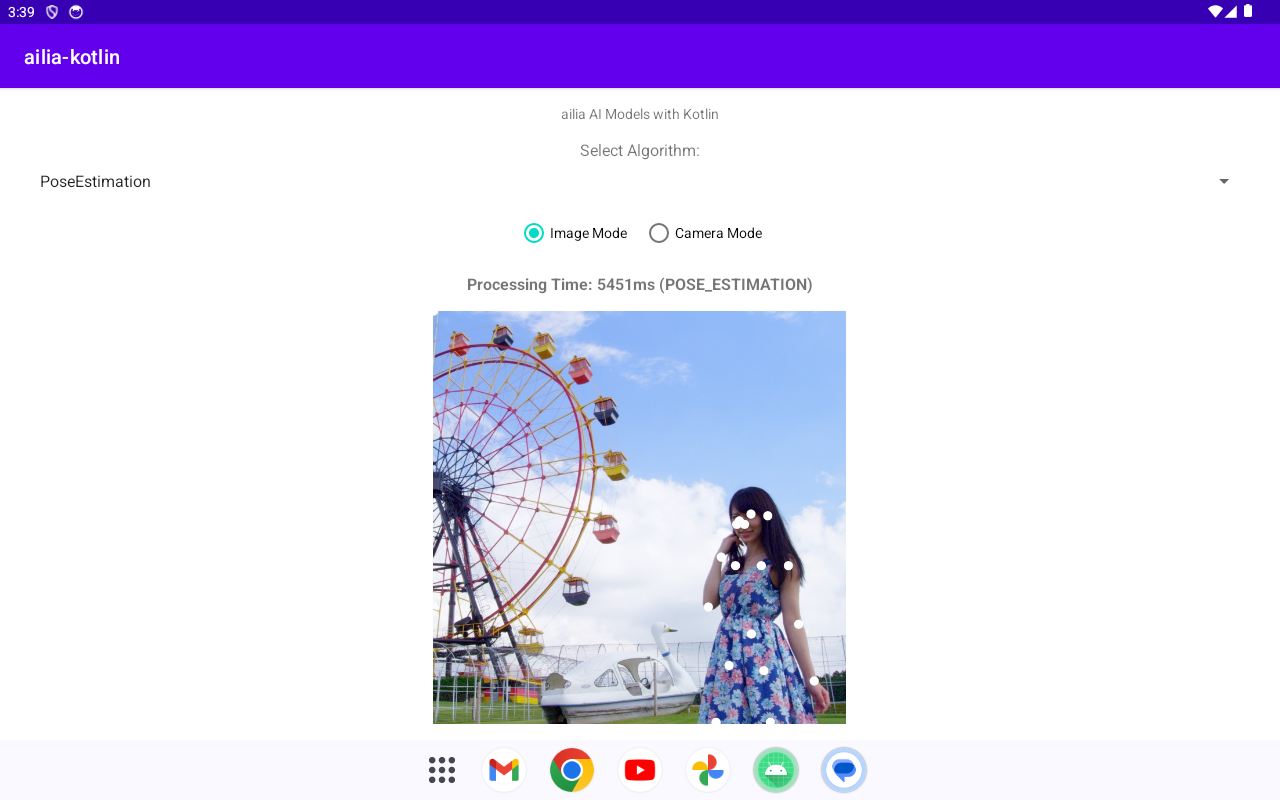 3:39
ailia-kotlin
ailia AI Models with Kotlin
Select Algorithm:
PoseEstimation
Image Mode
Camera Mode
Processing Time: 5451ms (POSE_ESTIMATION)